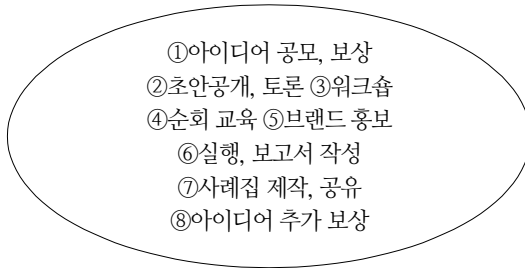 ①아이디어 공모, 보상
②초안공개, 토론 ③워크숍
④순회 교육 ⑤브랜드 홍보
⑥실행, 보고서 작성
⑦사례집 제작, 공유
⑧아이디어 추가 보상